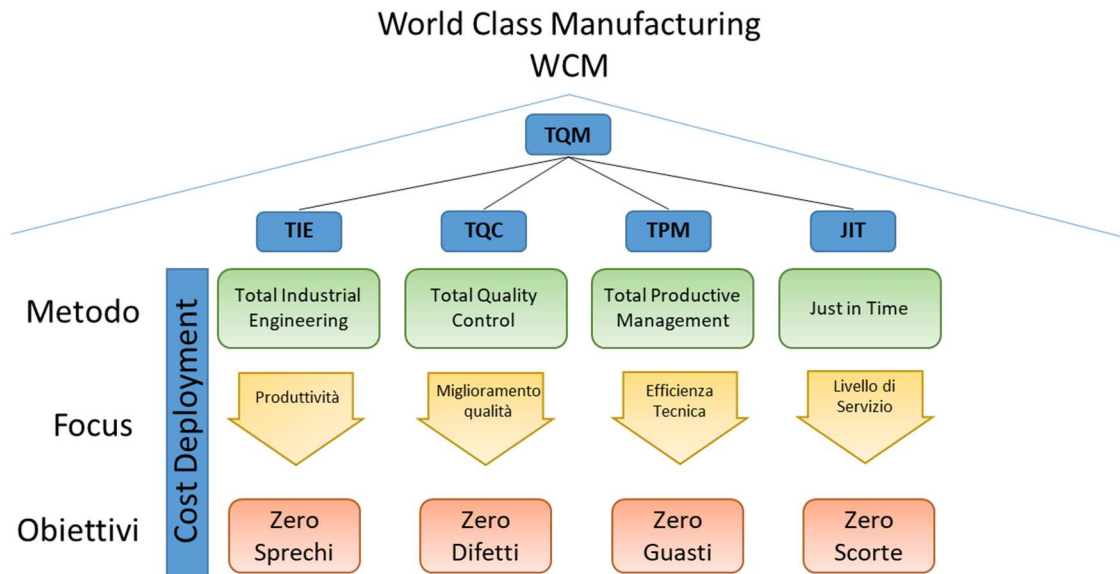 World Class Manufacturing
WCM
TQM
TIE
TQC
TPM
JIT
Metodo
Cost Deployment
Total Industrial
Engineering
Total Quality
Control
Total Productive
Management
Just in Time
Focus
Produttività
Miglioramento
qualità
Efficienza
Tecnica
Livello di
Servizio
Obiettivi
Zero
Sprechi
Zero
Difetti
Zero
Guasti
Zero
Scorte